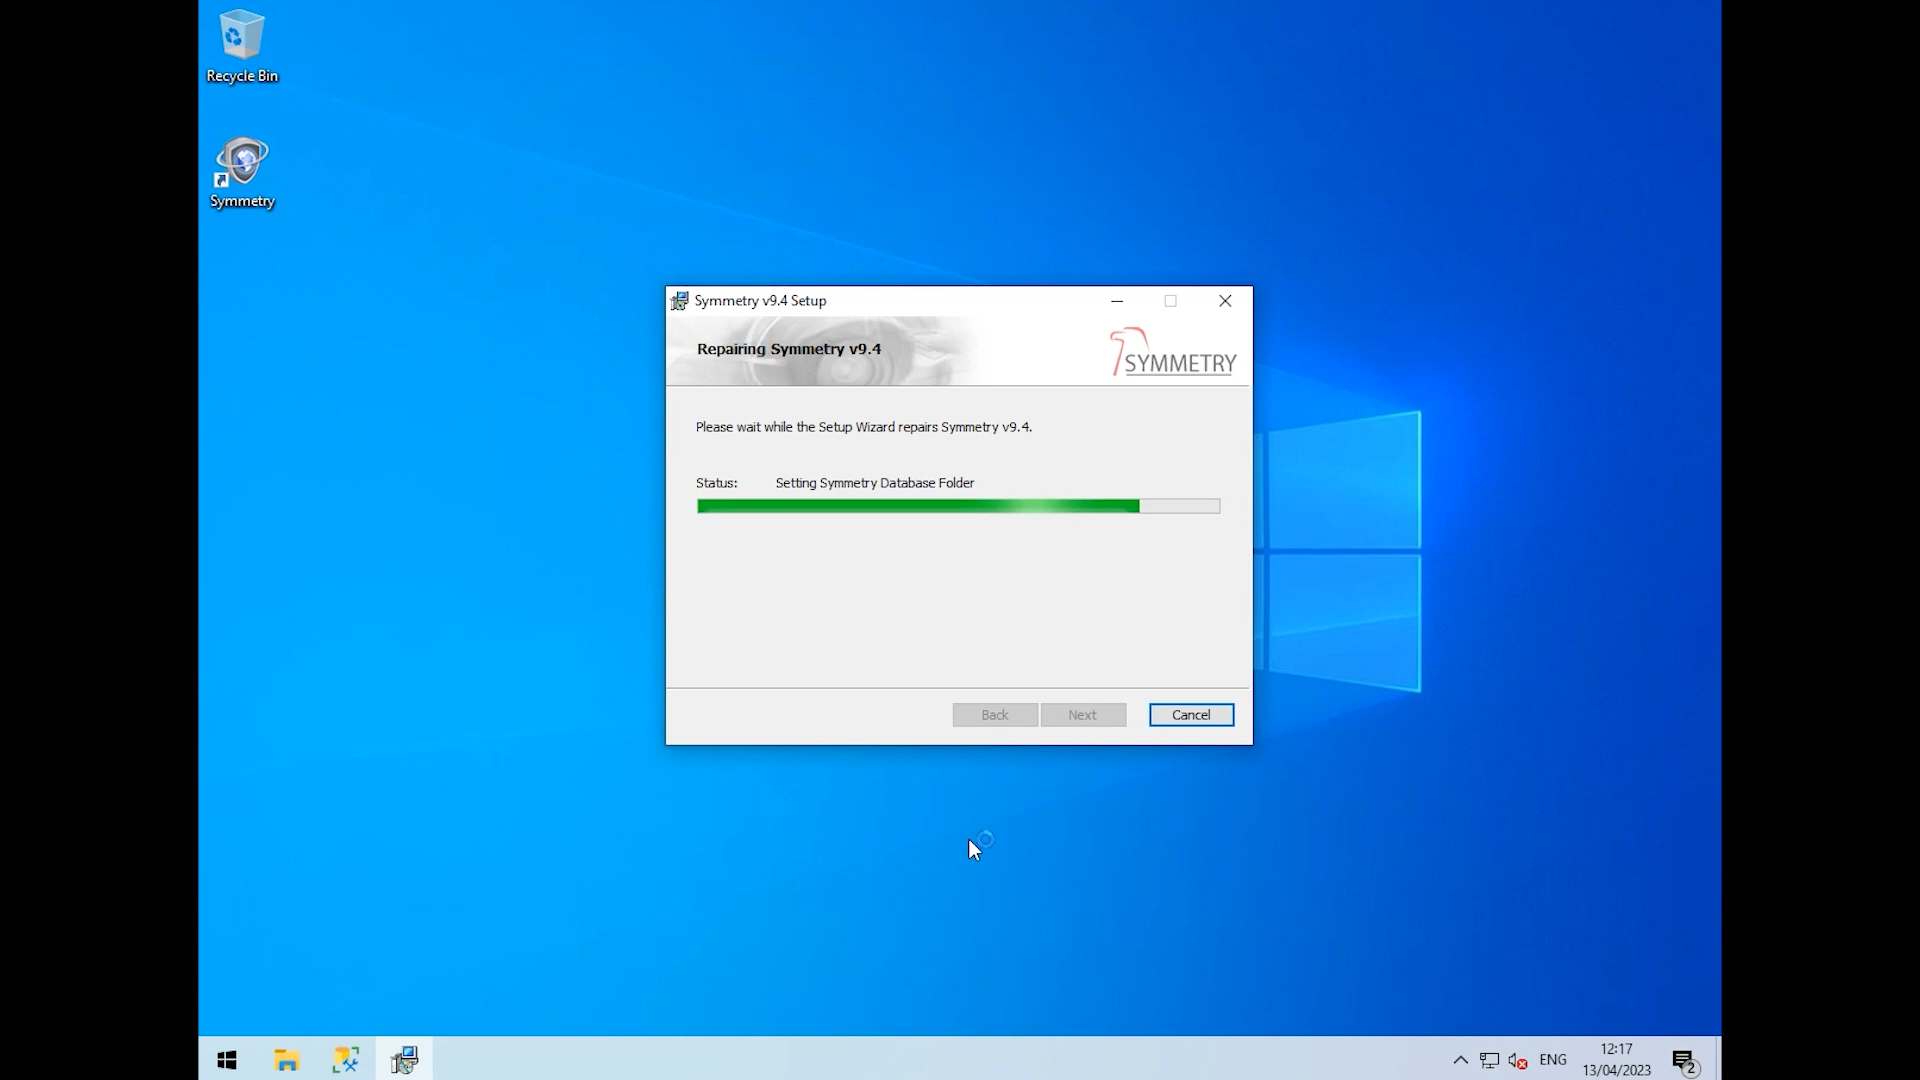 Recycle Bin
Symmetry
Symmetry v9.4 Setup
Repairing Symmetry v9.4
SYMMETRY
Please wait while the Setup Wizard repairs Symmetry v9.4.
Status: Setting Symmetry Database Folder
Back Next Cancel
ENG
12:17
13/04/2023
2